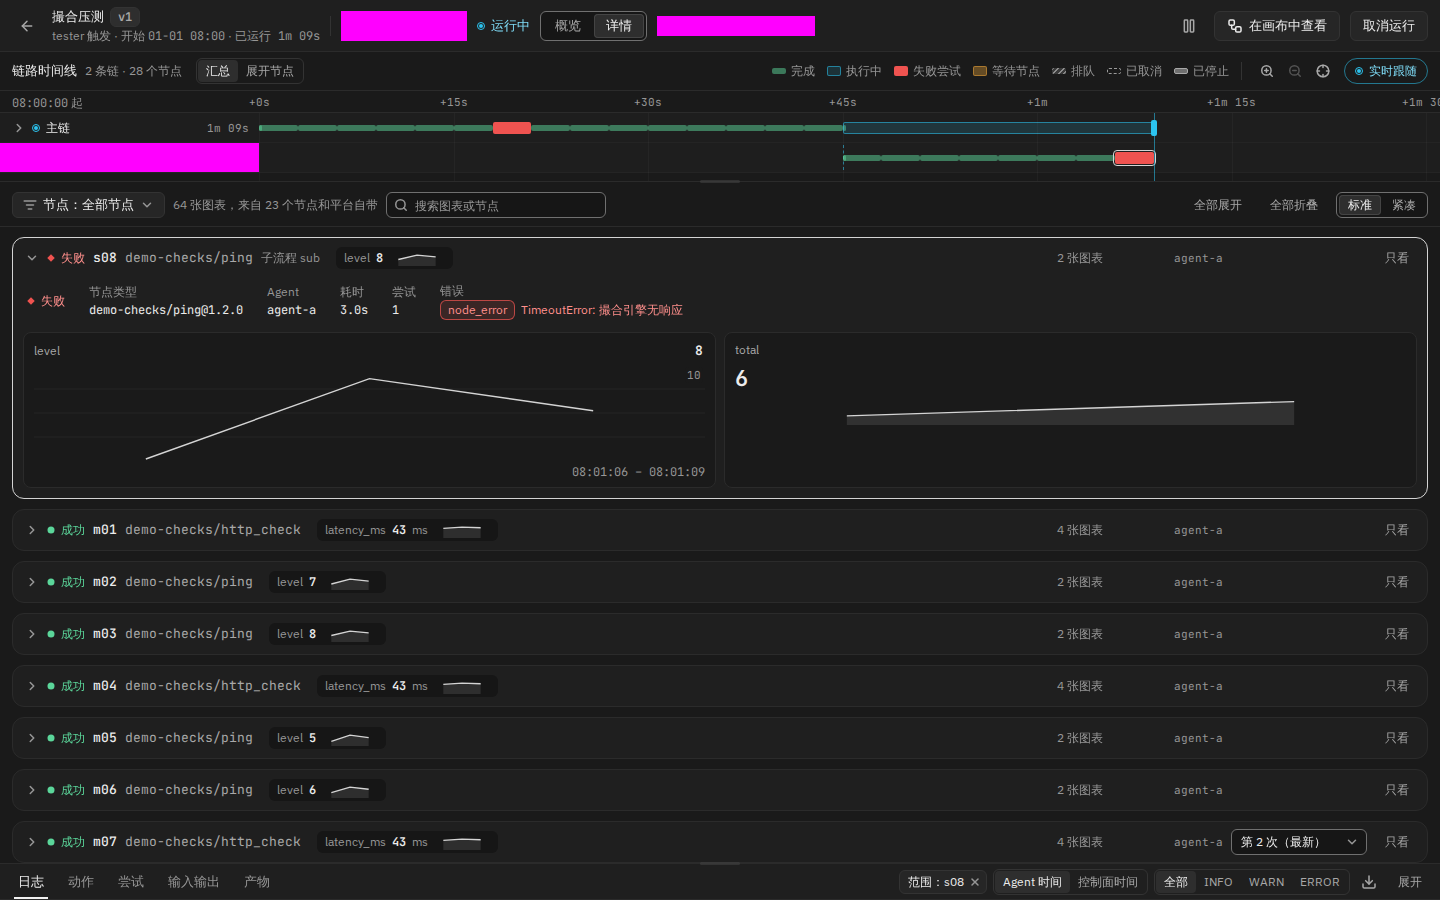 撮合压测 v1
tester 触发 · 开始 01-01 08:00 · 已运行 1m 09s
运行中
概览 详情
在画布中查看
取消运行
链路时间线 2 条链 · 28 个节点
汇总 展开节点
完成 执行中 失败尝试 等待节点 排队 已取消 已停止
实时跟随
08:00:00 起 +0s +15s +30s +45s +1m +1m 15s +1m 30
主链 1m 09s
节点：全部节点
64 张图表，来自 23 个节点和平台自带
搜索图表或节点
全部展开 全部折叠 标准 紧凑
失败 s08 demo-checks/ping 子流程 sub level 8 2 张图表 agent-a 只看
失败
节点类型 Agent 耗时 尝试 错误
demo-checks/ping@1.2.0 agent-a 3.0s 1 node_error TimeoutError: 撮合引擎无响应
level 8
10
08:01:06 – 08:01:09
total
6
成功 m01 demo-checks/http_check latency_ms 43 ms 4 张图表 agent-a 只看
成功 m02 demo-checks/ping level 7 2 张图表 agent-a 只看
成功 m03 demo-checks/ping level 8 2 张图表 agent-a 只看
成功 m04 demo-checks/http_check latency_ms 43 ms 4 张图表 agent-a 只看
成功 m05 demo-checks/ping level 5 2 张图表 agent-a 只看
成功 m06 demo-checks/ping level 6 2 张图表 agent-a 只看
成功 m07 demo-checks/http_check latency_ms 43 ms 4 张图表 agent-a 第 2 次（最新） 只看
日志 动作 尝试 输入输出 产物
范围：s08 Agent 时间 控制面时间 全部 INFO WARN ERROR 展开